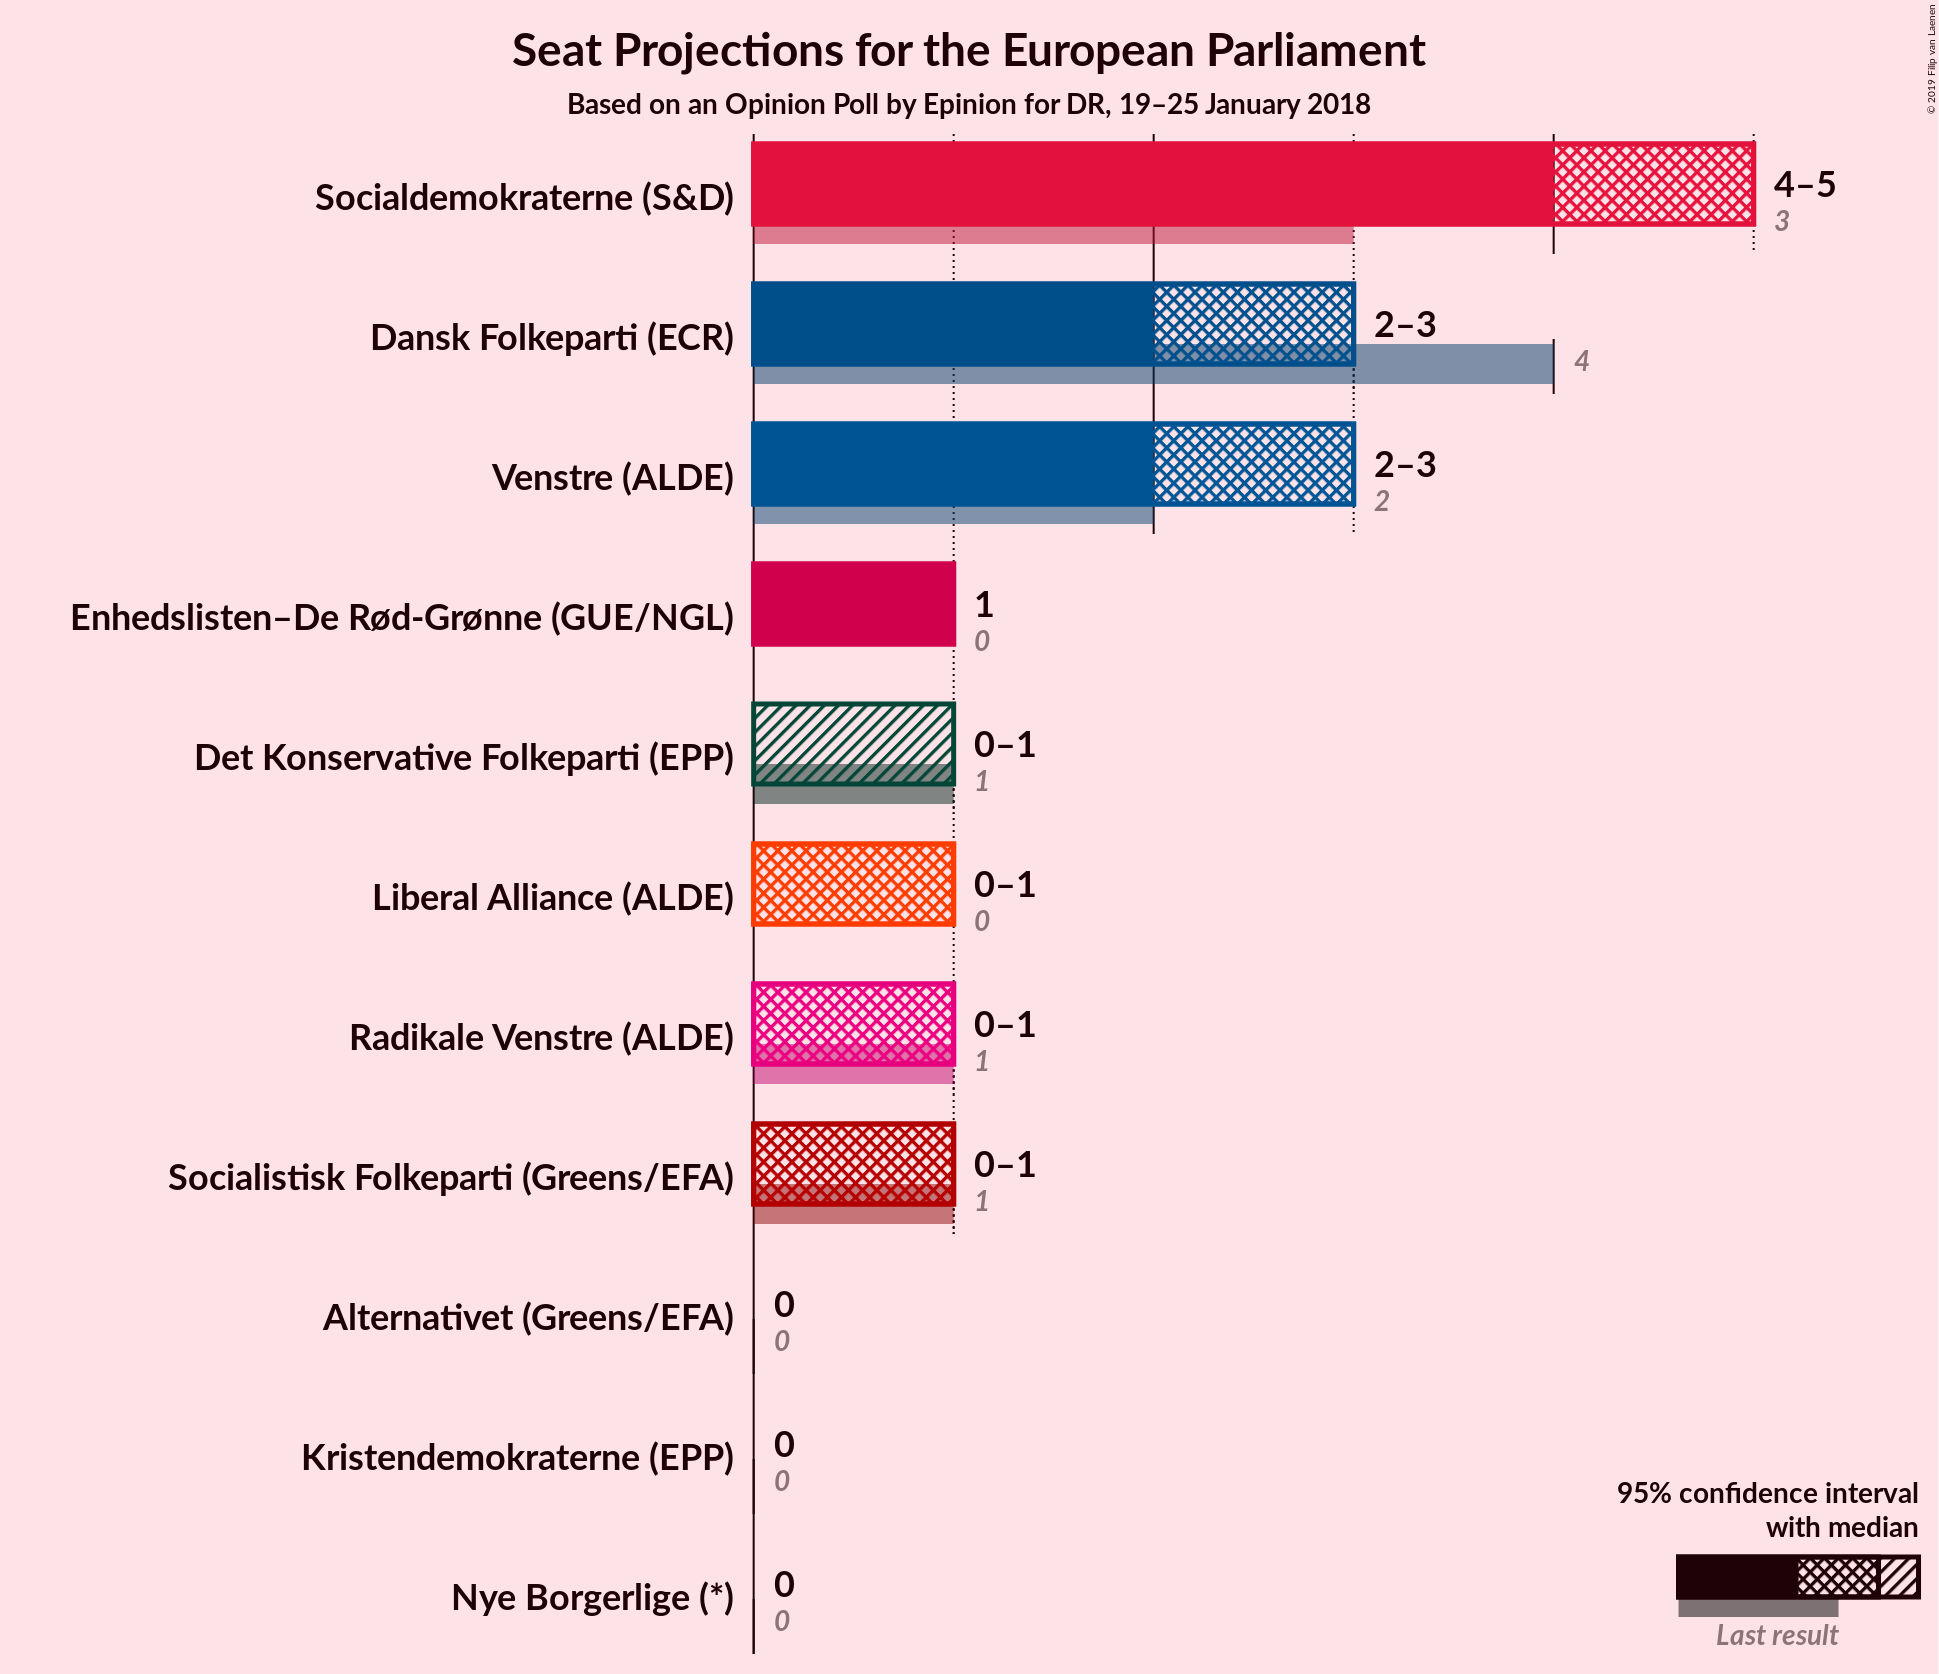 Seat Projections for the European Parliament
Based on an Opinion Poll by Epinion for DR, 19–25 January 2018
© 2019 Filip van Laenen
Socialdemokraterne (S&D)
4–5
3
Dansk Folkeparti (ECR)
2–3
4
Venstre (ALDE)
2–3
2
Enhedslisten–De Rød-Grønne (GUE/NGL)
1
0
Det Konservative Folkeparti (EPP)
0–1
1
Liberal Alliance (ALDE)
0–1
0
Radikale Venstre (ALDE)
0–1
1
Socialistisk Folkeparti (Greens/EFA)
0–1
1
Alternativet (Greens/EFA)
0
0
Kristendemokraterne (EPP)
0
0
Nye Borgerlige (*)
0
0
95% confidence interval
with median
Last result